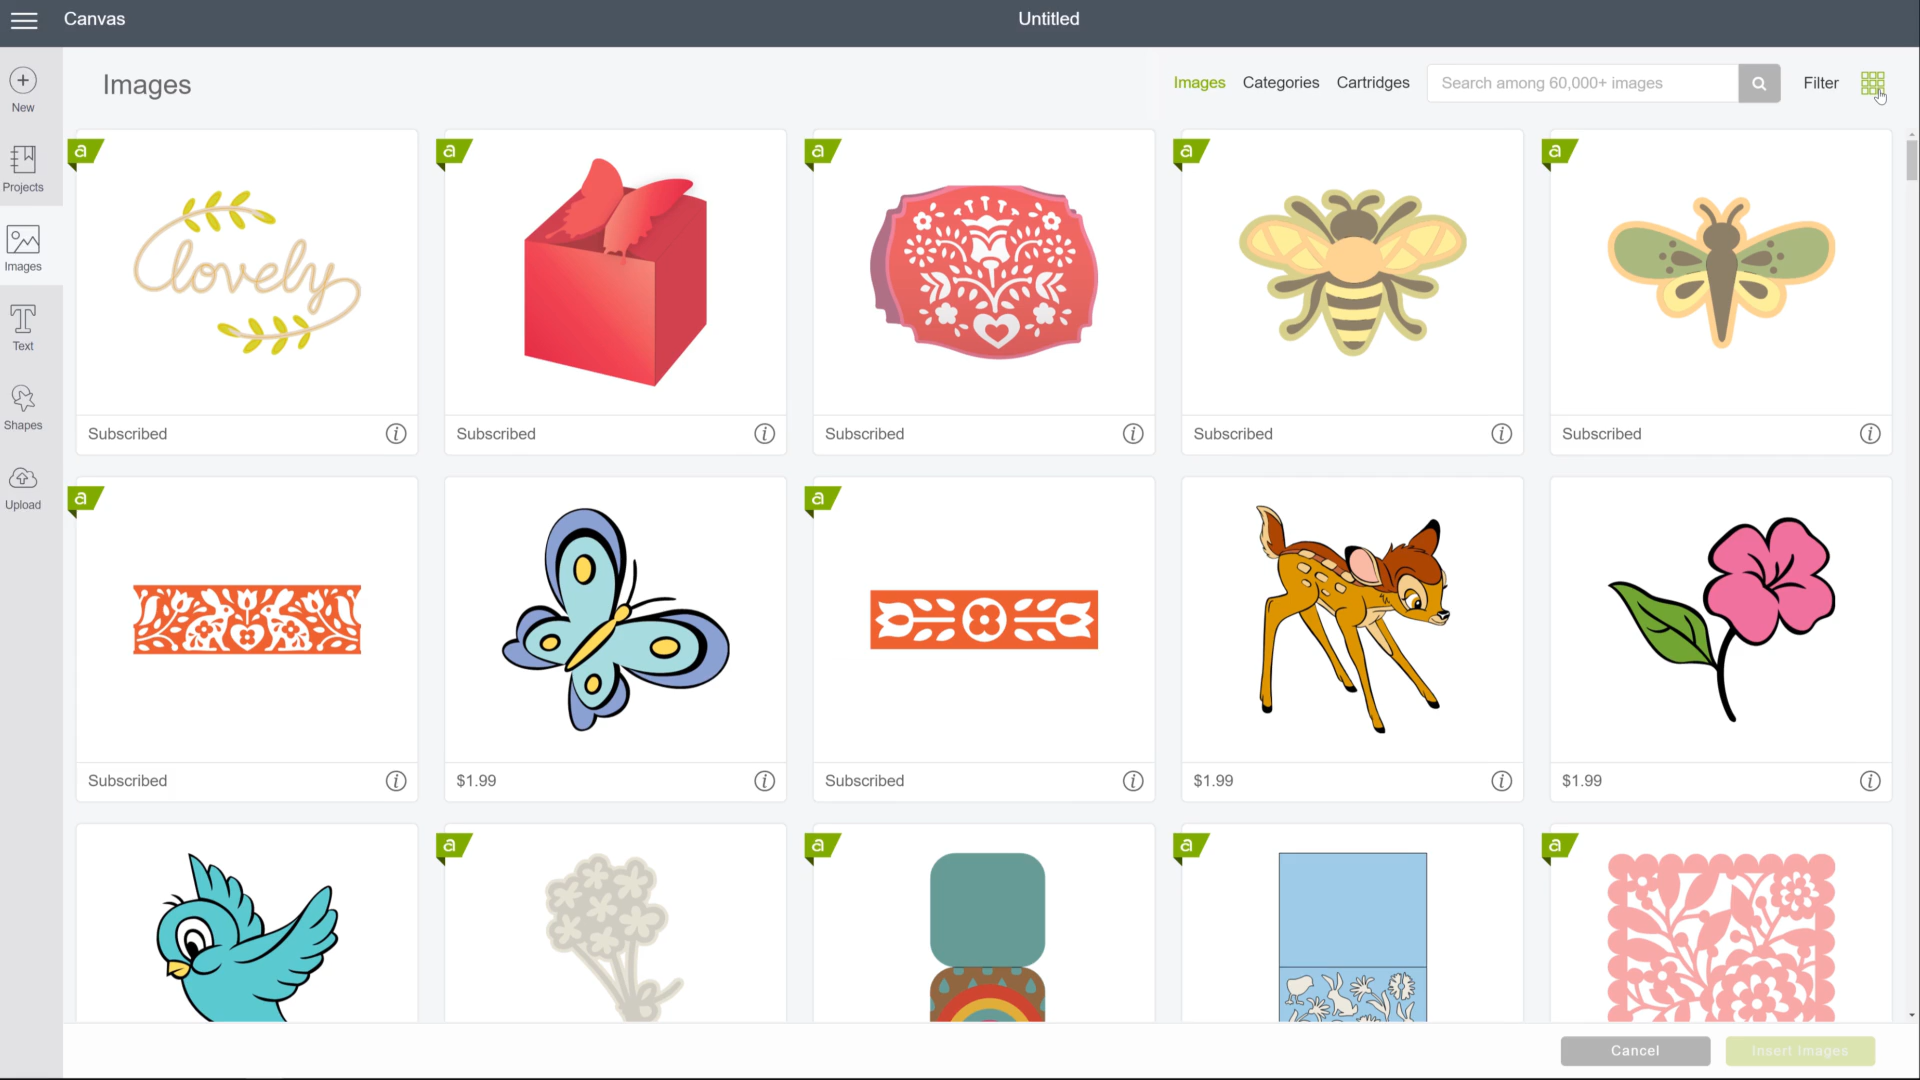 Canvas
Untitled
New
Projects
Images
Text
Shapes
Upload
Images
Images Categories Cartridges Search among 60,000+ images Filter
a a a a a
lovely
Subscribed i Subscribed i Subscribed i Subscribed i Subscribed i
a a
Subscribed i $1.99 i Subscribed i $1.99 i $1.99 i
a a a a
Cancel Insert Images